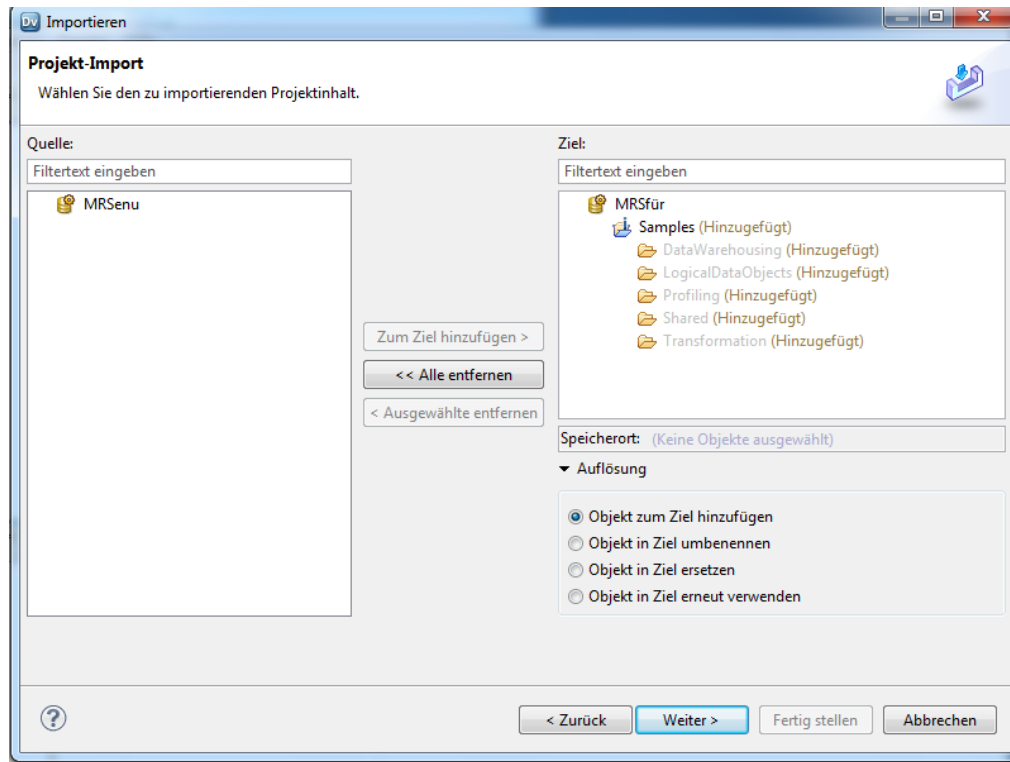 Dv Importieren
Projekt-Import
Wählen Sie den zu importierenden Projektinhalt.
Quelle:
Filtertext eingeben
MRSenu
Zum Ziel hinzufügen >
<< Alle entfernen
< Ausgewählte entfernen
Ziel:
Filtertext eingeben
MRSfür
Samples (Hinzugefügt)
DataWarehousing (Hinzugefügt)
LogicalDataObjects (Hinzugefügt)
Profiling (Hinzugefügt)
Shared (Hinzugefügt)
Transformation (Hinzugefügt)
Speicherort: (Keine Objekte ausgewählt)
Auflösung
Objekt zum Ziel hinzufügen
Objekt in Ziel umbenennen
Objekt in Ziel ersetzen
Objekt in Ziel erneut verwenden
? < Zurück Weiter > Fertig stellen Abbrechen